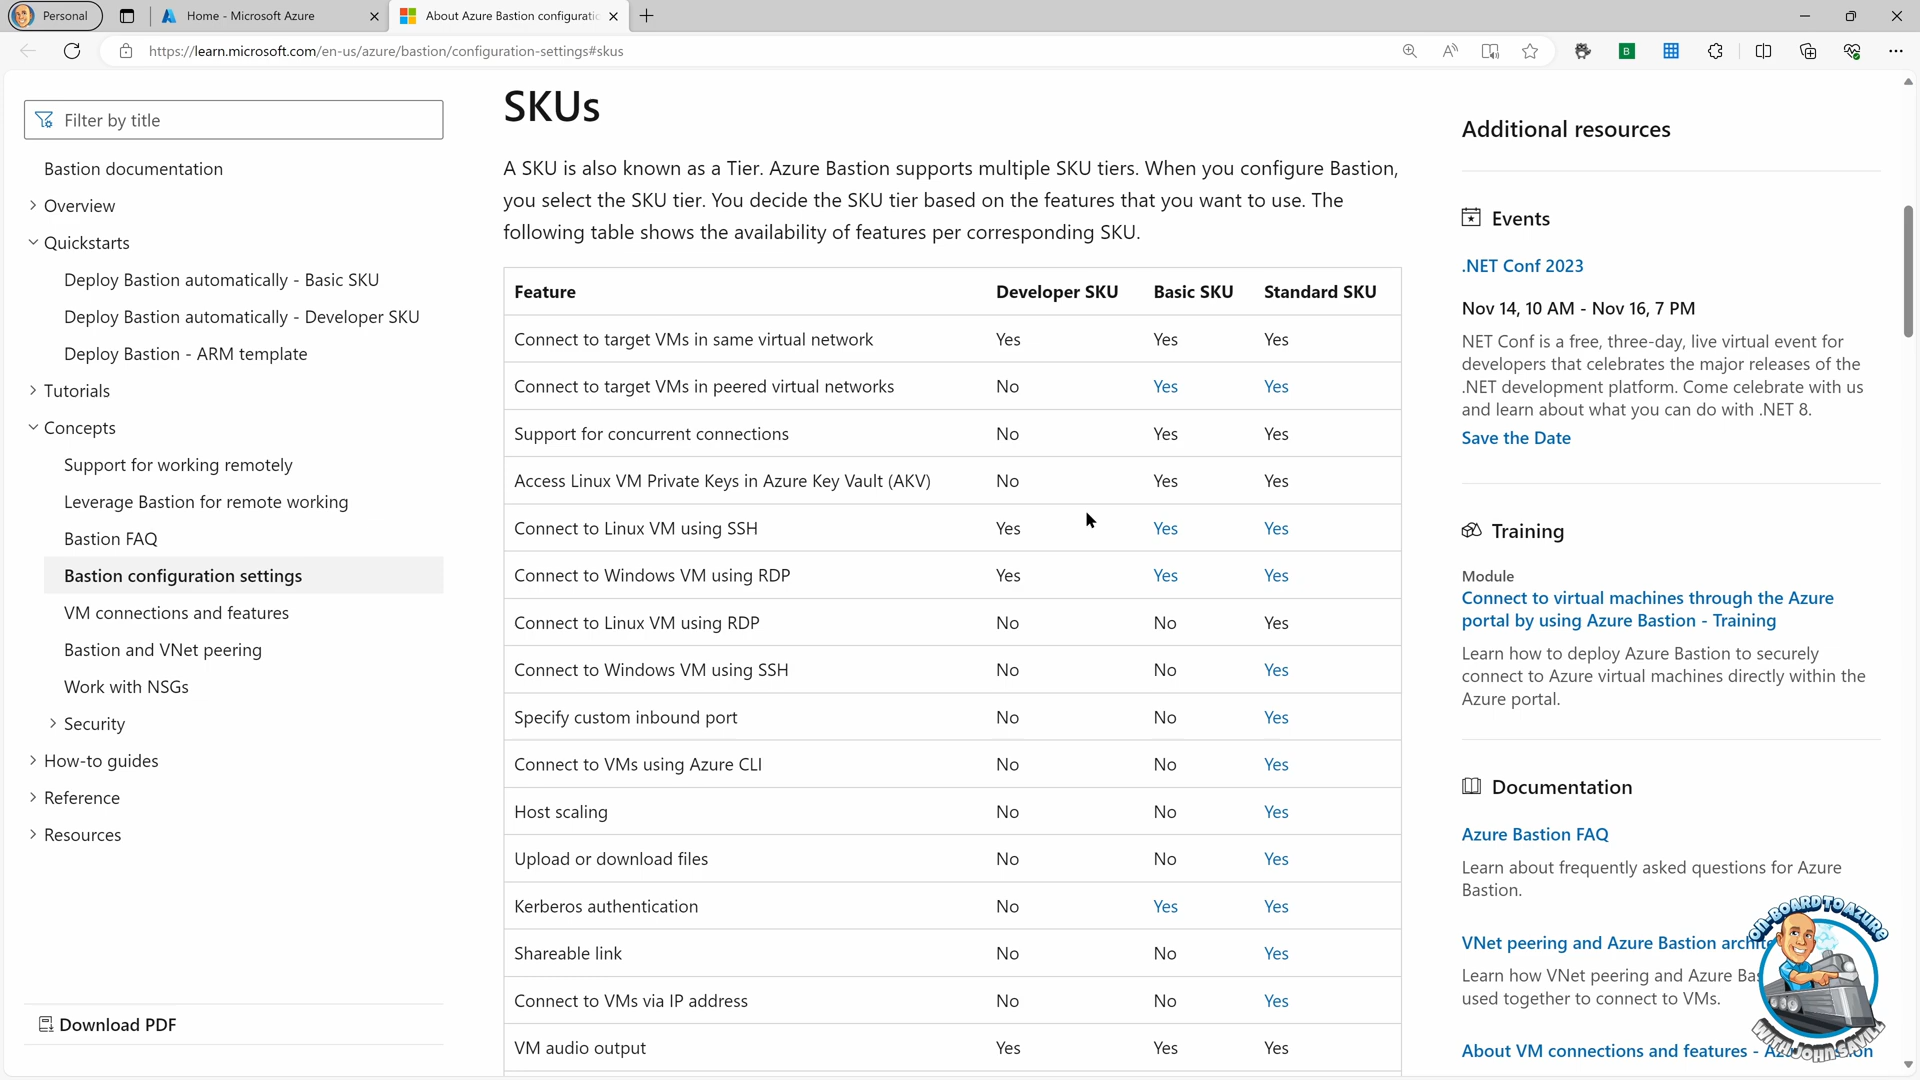 Personal
Home - Microsoft Azure
About Azure Bastion configuratic
https://learn.microsoft.com/en-us/azure/bastion/configuration-settings#skus
Filter by title
Bastion documentation
Overview
Quickstarts
Deploy Bastion automatically - Basic SKU
Deploy Bastion automatically - Developer SKU
Deploy Bastion - ARM template
Tutorials
Concepts
Support for working remotely
Leverage Bastion for remote working
Bastion FAQ
Bastion configuration settings
VM connections and features
Bastion and VNet peering
Work with NSGs
Security
How-to guides
Reference
Resources
Download PDF
SKUs
A SKU is also known as a Tier. Azure Bastion supports multiple SKU tiers. When you configure Bastion,
you select the SKU tier. You decide the SKU tier based on the features that you want to use. The
following table shows the availability of features per corresponding SKU.
Feature Developer SKU Basic SKU Standard SKU
Connect to target VMs in same virtual network Yes Yes Yes
Connect to target VMs in peered virtual networks No Yes Yes
Support for concurrent connections No Yes Yes
Access Linux VM Private Keys in Azure Key Vault (AKV) No Yes Yes
Connect to Linux VM using SSH Yes Yes Yes
Connect to Windows VM using RDP Yes Yes Yes
Connect to Linux VM using RDP No No Yes
Connect to Windows VM using SSH No No Yes
Specify custom inbound port No No Yes
Connect to VMs using Azure CLI No No Yes
Host scaling No No Yes
Upload or download files No No Yes
Kerberos authentication No Yes Yes
Shareable link No No Yes
Connect to VMs via IP address No No Yes
VM audio output Yes Yes Yes
Additional resources
Events
.NET Conf 2023
Nov 14, 10 AM - Nov 16, 7 PM
NET Conf is a free, three-day, live virtual event for
developers that celebrates the major releases of the
.NET development platform. Come celebrate with us
and learn about what you can do with .NET 8.
Save the Date
Training
Module
Connect to virtual machines through the Azure
portal by using Azure Bastion - Training
Learn how to deploy Azure Bastion to securely
connect to Azure virtual machines directly within the
Azure portal.
Documentation
Azure Bastion FAQ
Learn about frequently asked questions for Azure
Bastion.
VNet peering and Azure Bastion archite
Learn how VNet peering and Azure Bas
used together to connect to VMs.
About VM connections and features - Az on
ON-BOARD TO AZURE
WITH JOHN SAVILL